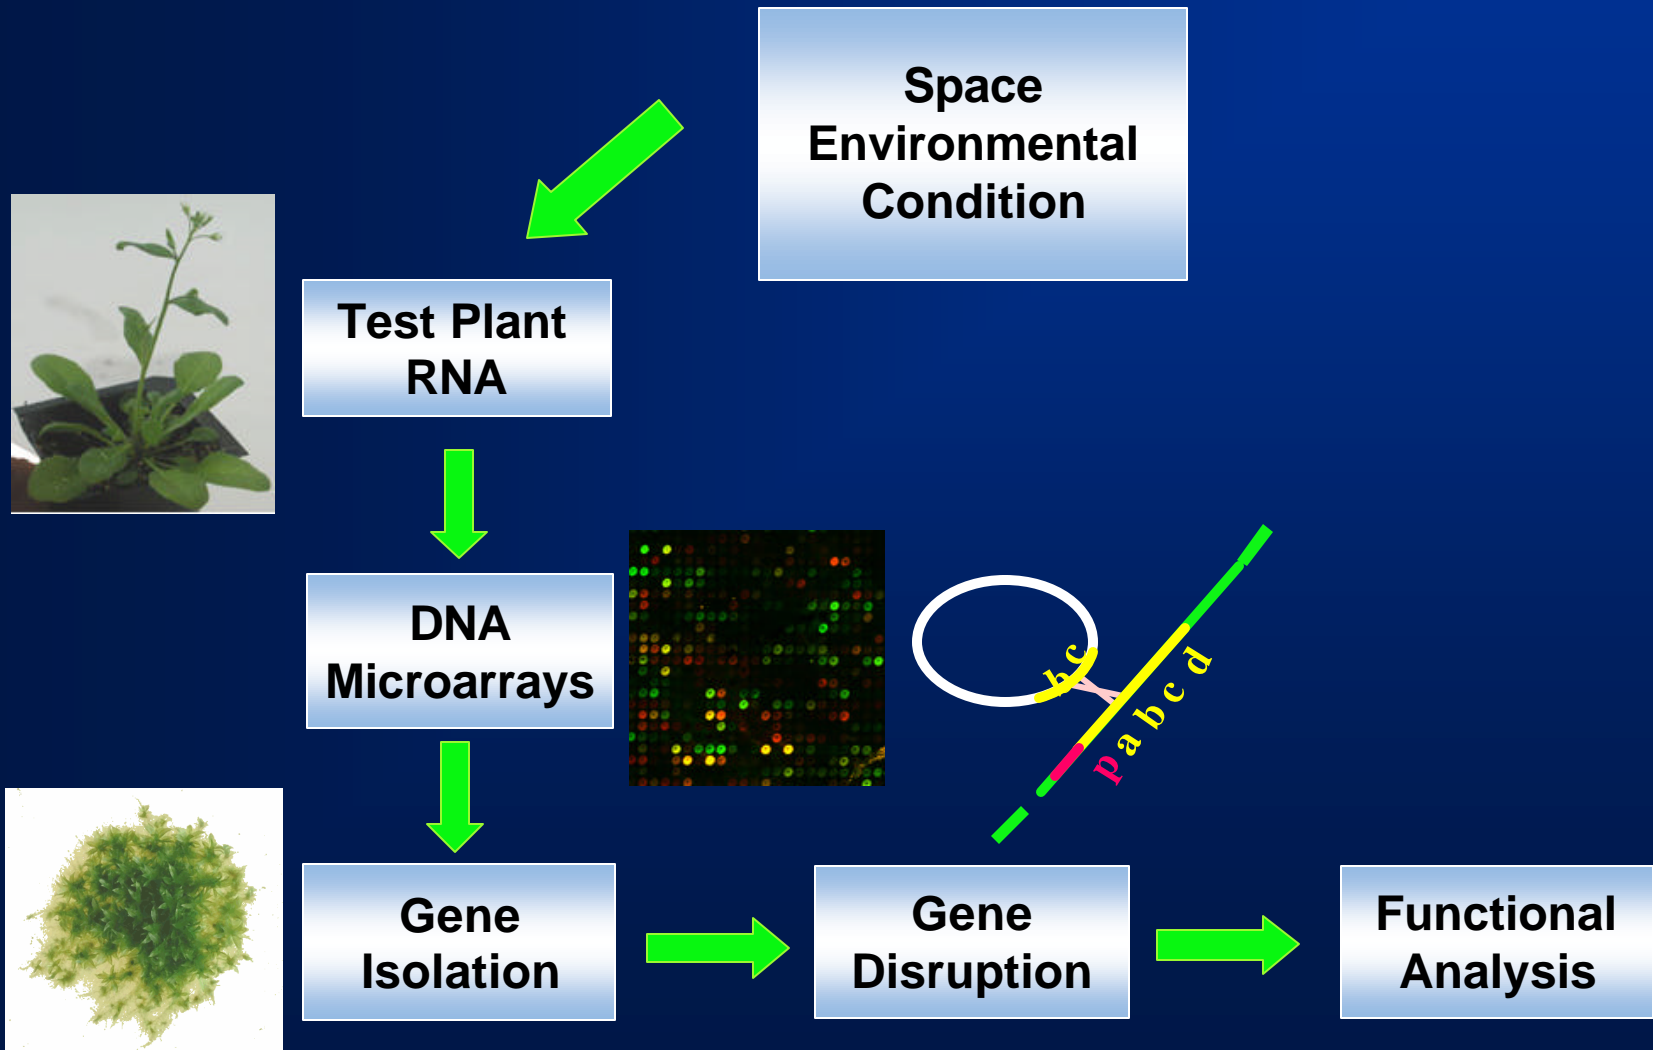 Space
Environmental
Condition
Test Plant
RNA
DNA
Microarrays
b c
p a b c d
Gene
Isolation
Gene
Disruption
Functional
Analysis